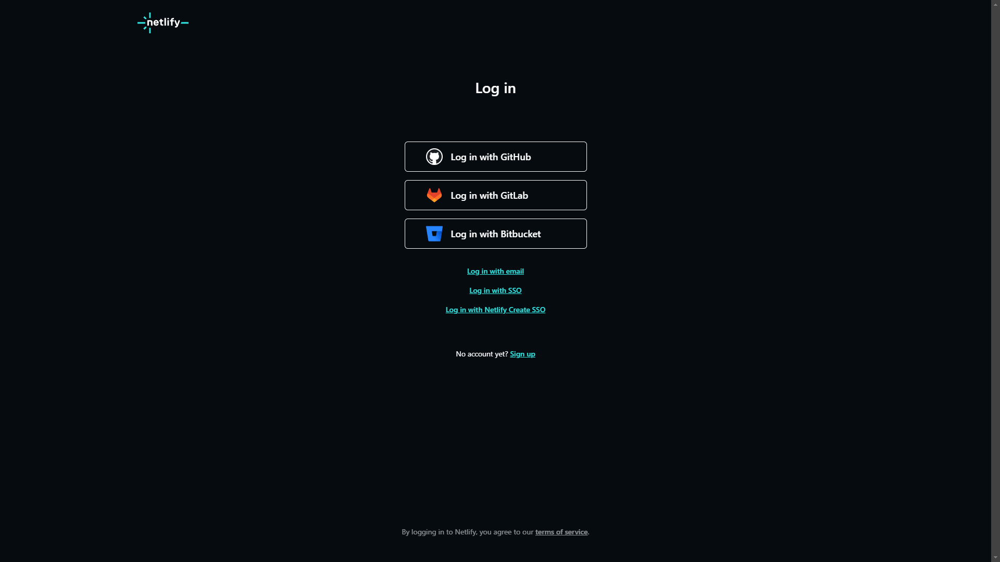 netlify
Log in
Log in with GitHub
Log in with GitLab
Log in with Bitbucket
Log in with email
Log in with SSO
Log in with Netlify Create SSO
No account yet? Sign up
By logging in to Netlify, you agree to our terms of service.